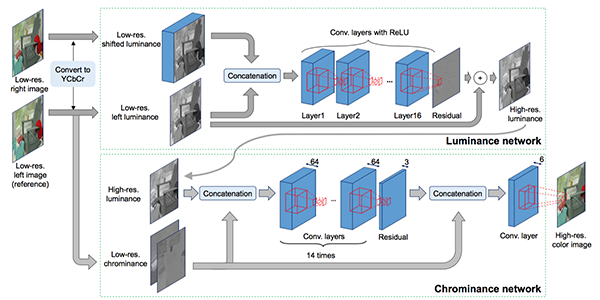 Low-res.
right image
Convert to
YCbCr
Low-res.
left image
(reference)
Low-res.
shifted luminance
Low-res. left
luminance
Concatenation
Conv. layers with ReLU
Layer1
Layer2
...
Layer16
Residual
+
High-res.
luminance
Luminance network
High-res.
luminance
Low-res.
chrominance
Concatenation
64
...
64
3
Conv. layers
14 times
Residual
Concatenation
6
Conv. layer
High-res.
color image
Chrominance network